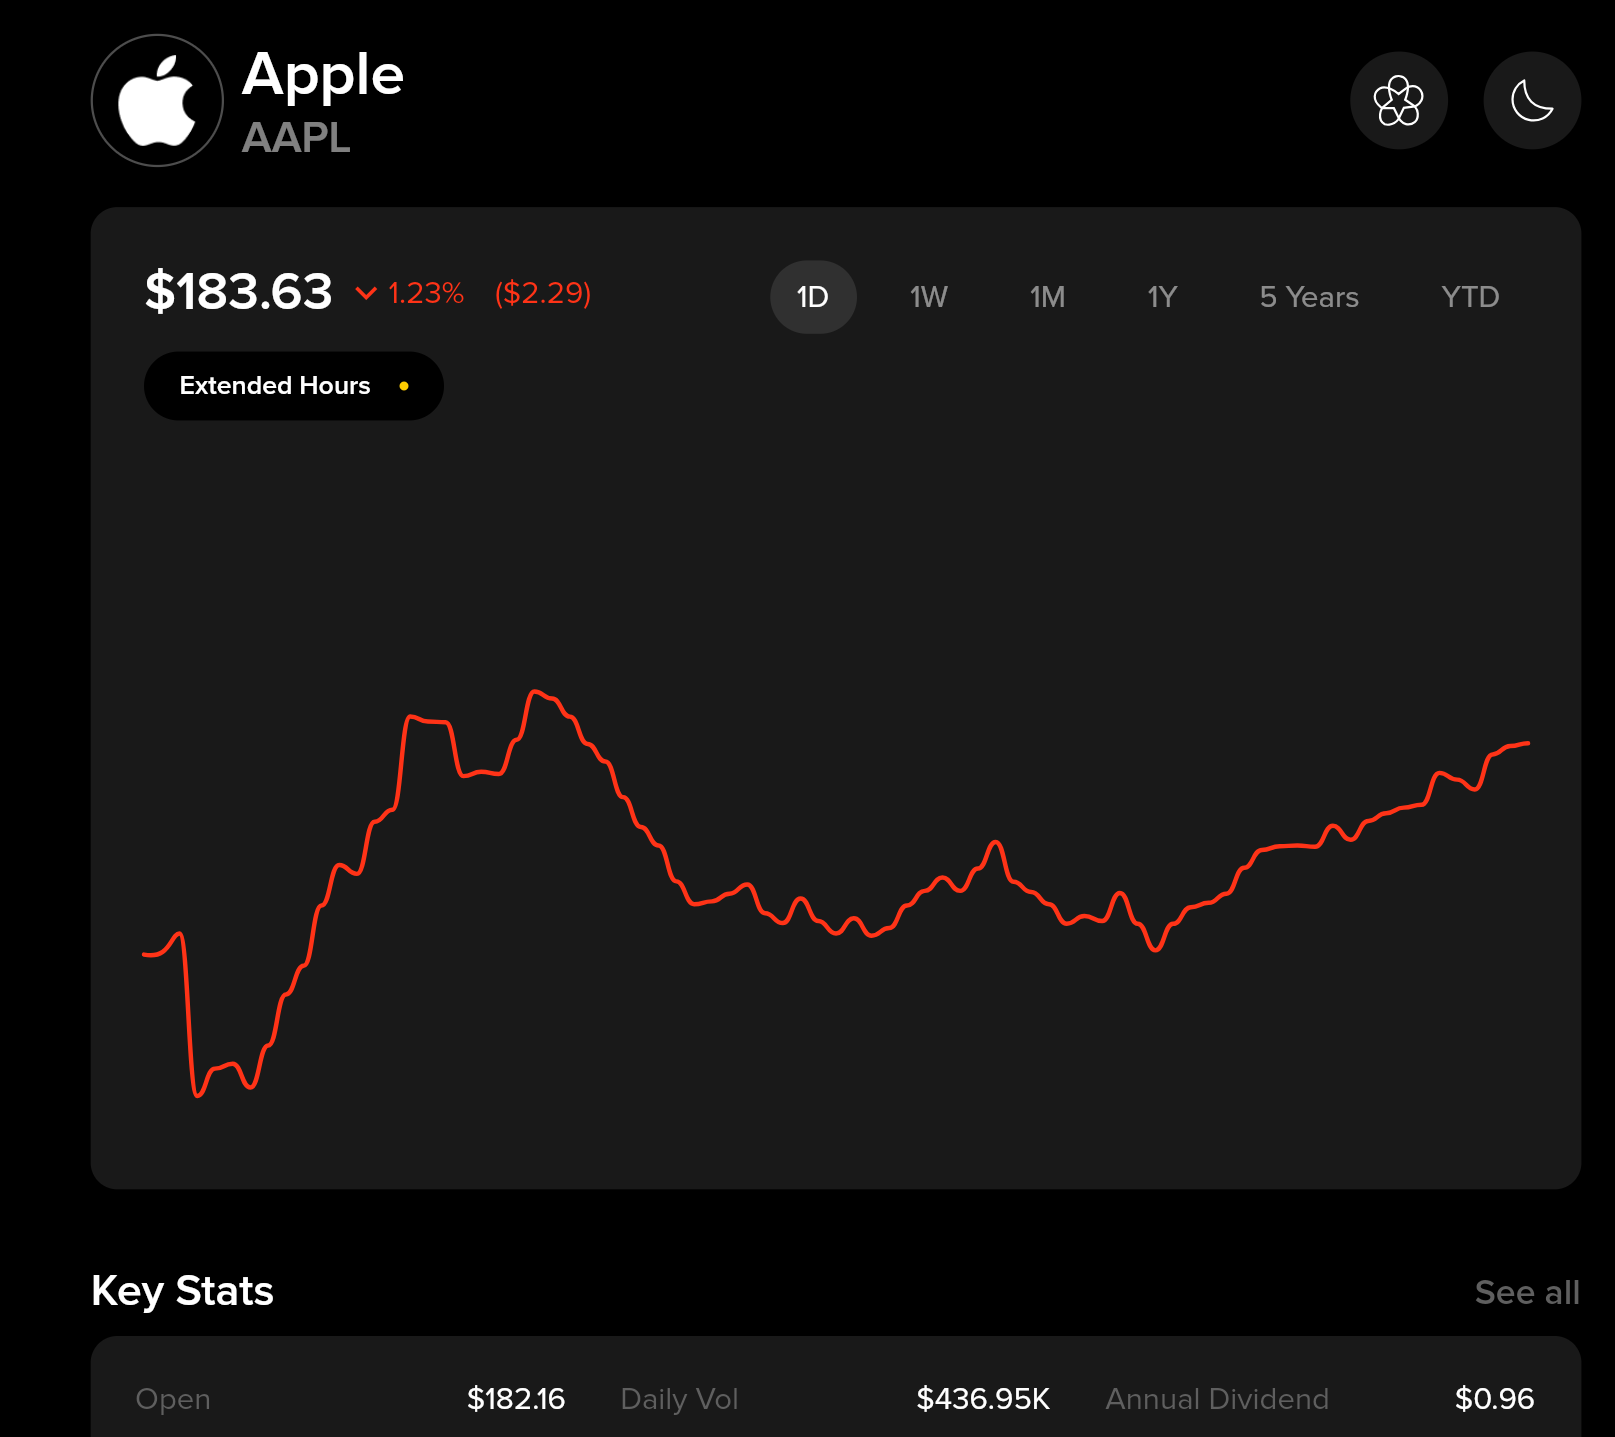 Apple
AAPL
$183.63 1.23% ($2.29)
1D 1W 1M 1Y 5 Years YTD
Extended Hours
Key Stats
See all
Open $182.16 Daily Vol $436.95K Annual Dividend $0.96